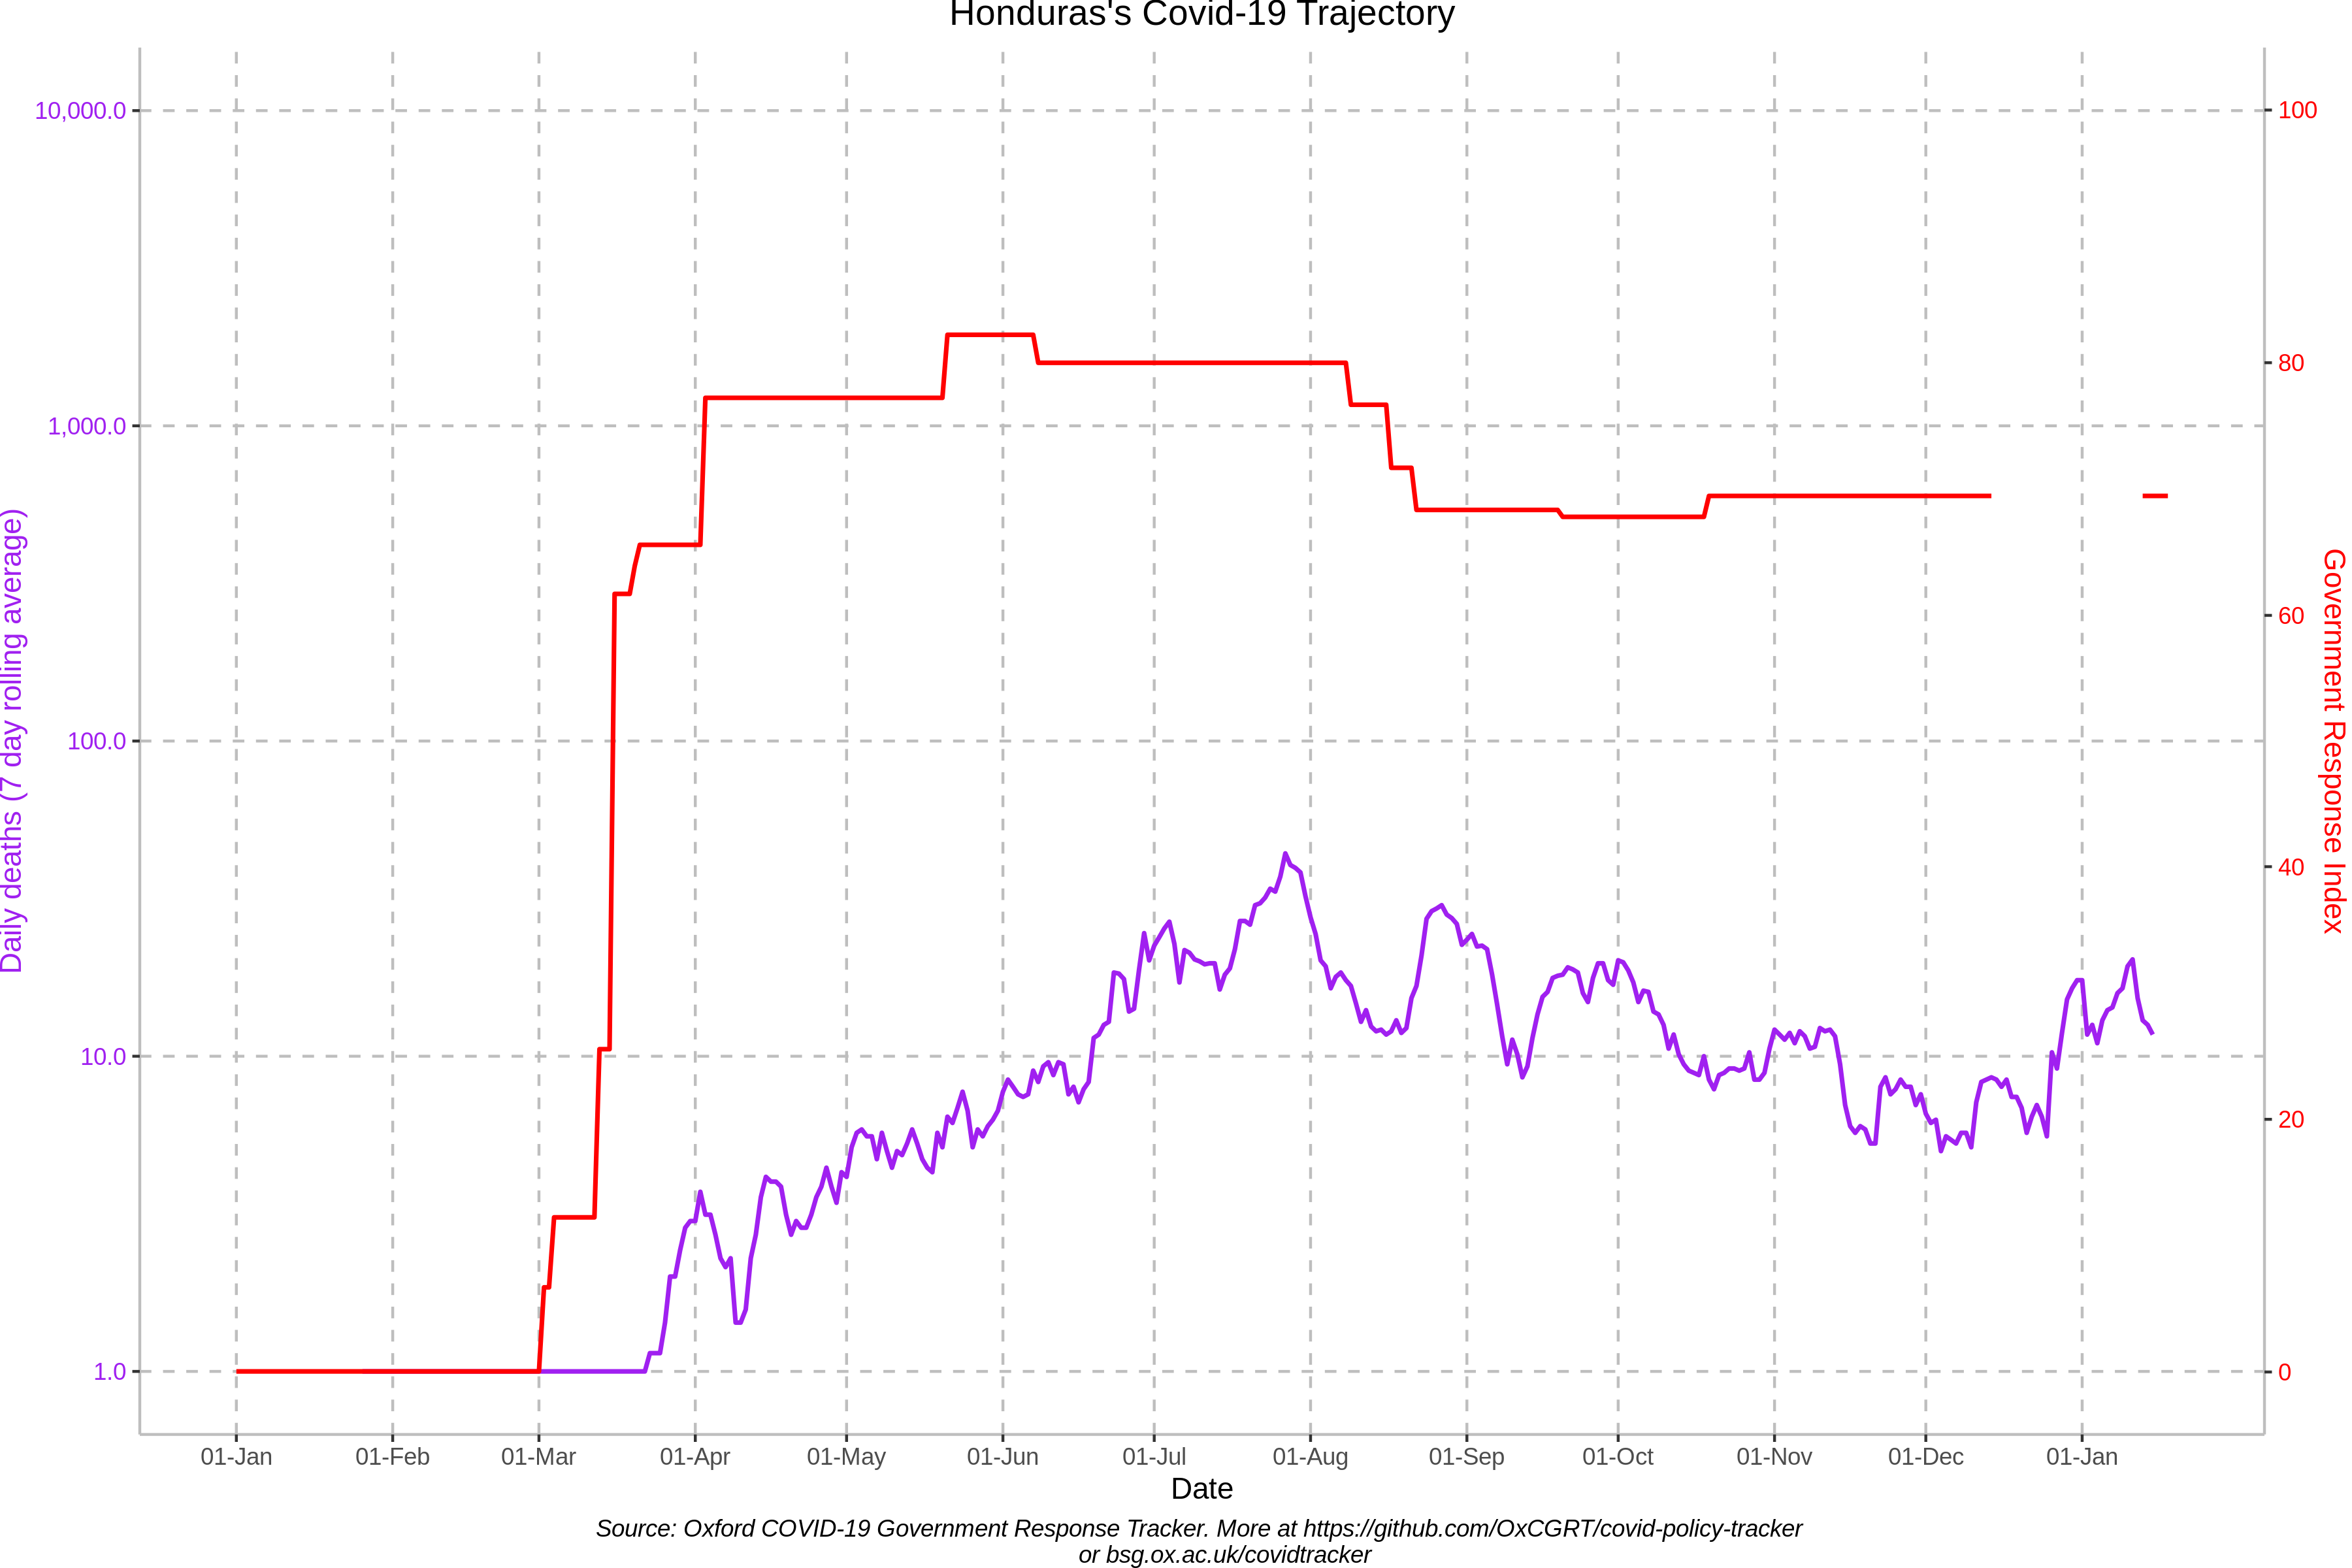 Honduras's Covid-19 Trajectory
10,000.0
1,000.0
100.0
10.0
1.0
Daily deaths (7 day rolling average)
100
80
60
40
20
0
Government Response Index
01-Jan
01-Feb
01-Mar
01-Apr
01-May
01-Jun
01-Jul
01-Aug
01-Sep
01-Oct
01-Nov
01-Dec
01-Jan
Date
Source: Oxford COVID-19 Government Response Tracker. More at https://github.com/OxCGRT/covid-policy-tracker
or bsg.ox.ac.uk/covidtracker